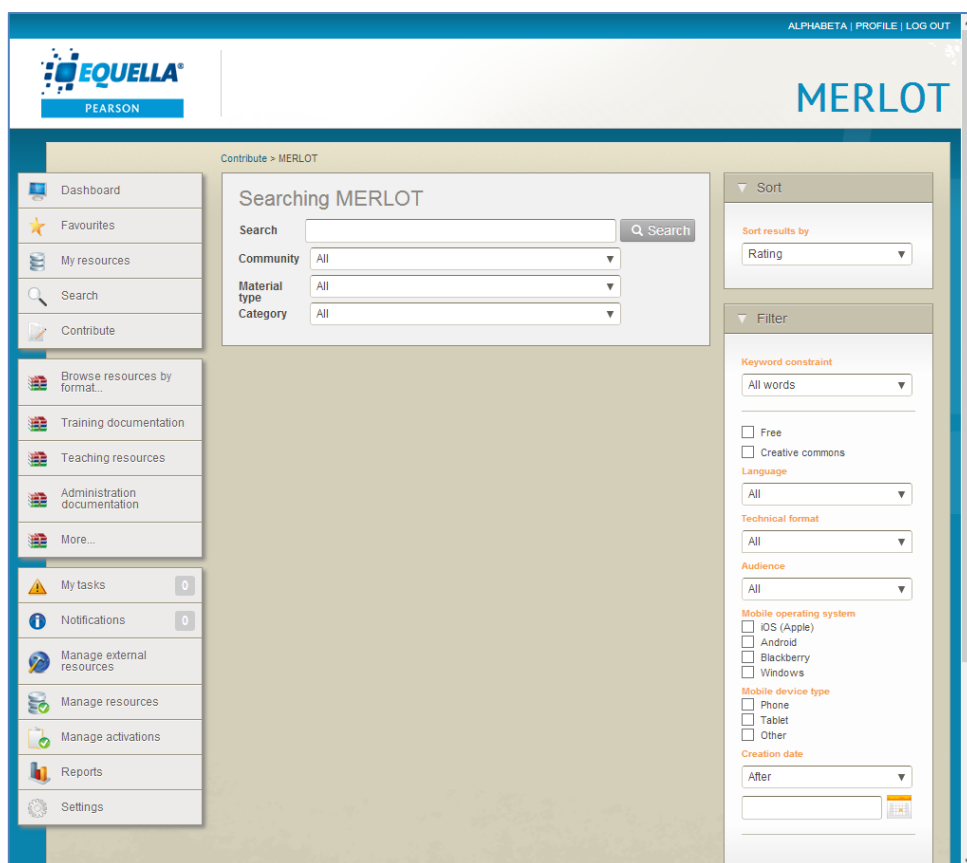 ALPHABETA | PROFILE | LOG OUT
EQUELLA®
PEARSON
MERLOT
Contribute > MERLOT
Dashboard
Favourites
My resources
Search
Contribute
Browse resources by
format...
Training documentation
Teaching resources
Administration
documentation
More...
My tasks 0
Notifications 0
Manage external
resources
Manage resources
Manage activations
Reports
Settings
Searching MERLOT
Search Search
Community All
Material
type All
Category All
Sort
Sort results by
Rating
Filter
Keyword constraint
All words
Free
Creative commons
Language
All
Technical format
All
Audience
All
Mobile operating system
iOS (Apple)
Android
Blackberry
Windows
Mobile device type
Phone
Tablet
Other
Creation date
After